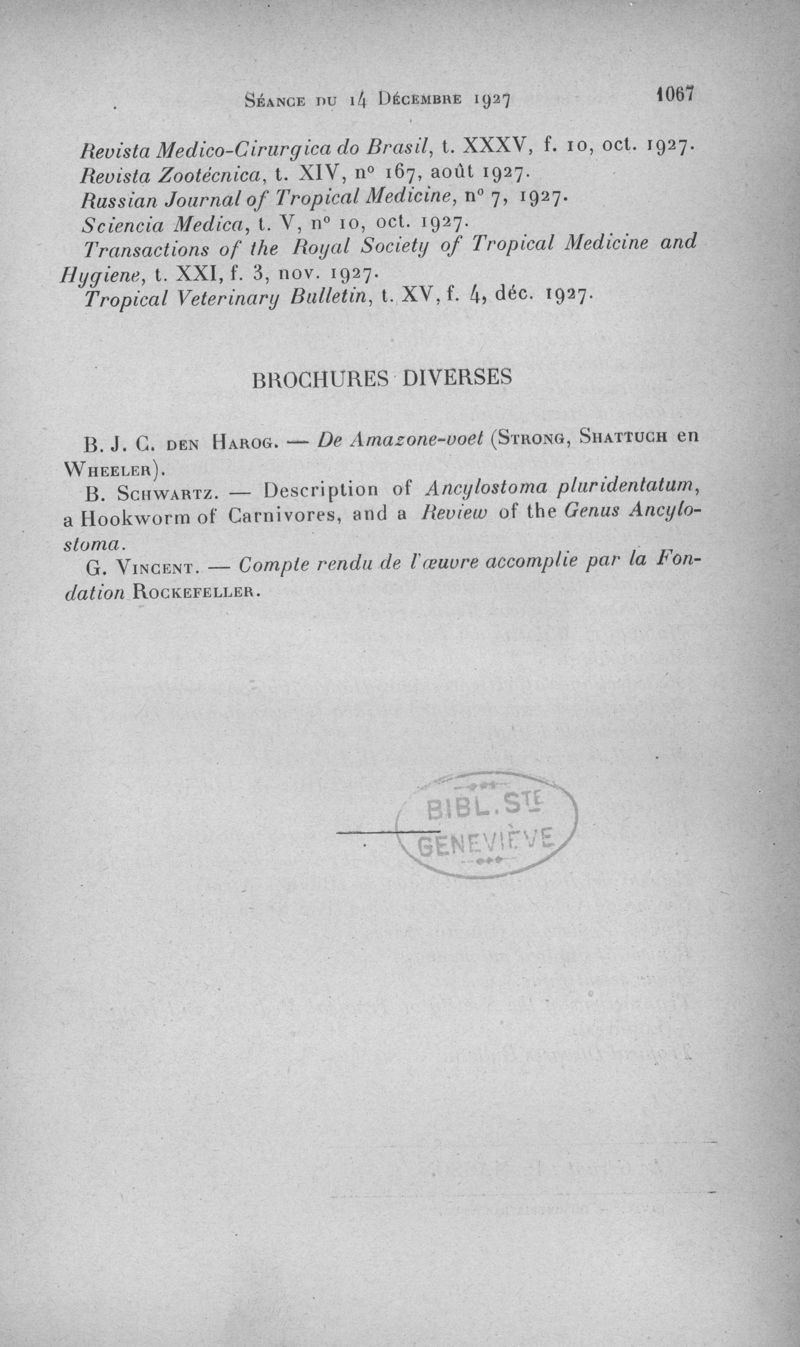 SÉANCE DU 14 DÉCEMBRE 1927 1067
Revista Medico-Cirurgica do Brasil, t. XXXV, f. 10, oct. 1927.
Revista Zootécnica, t. XIV, n° 167, août 1927.
Russian Journal of Tropical Medicine, n° 7, 1927.
Sciencia Medica, t. V, n° 10, oct. 1927.
Transactions of the Royal Society of Tropical Medicine and
Hygiene, t. XXI, f. 3, nov. 1927.
Tropical Veterinary Bulletin, t. XV, f. 4, déc. 1927.
BROCHURES DIVERSES
B. J. C. DEN HAROG. — De Amazone-voet (STRONG, SHATTUCH en
WHEELER).
B. SCHWARTZ. — Description of Ancylostoma pluridentatum,
a Hookworm of Carnivores, and a Review of the Genus Ancylo-
stoma.
G. VINCENT. — Compte rendu de l'œuvre accomplie par la Fon-
dation ROCKEFELLER.
BIBL. STE
GENEVIÈVE